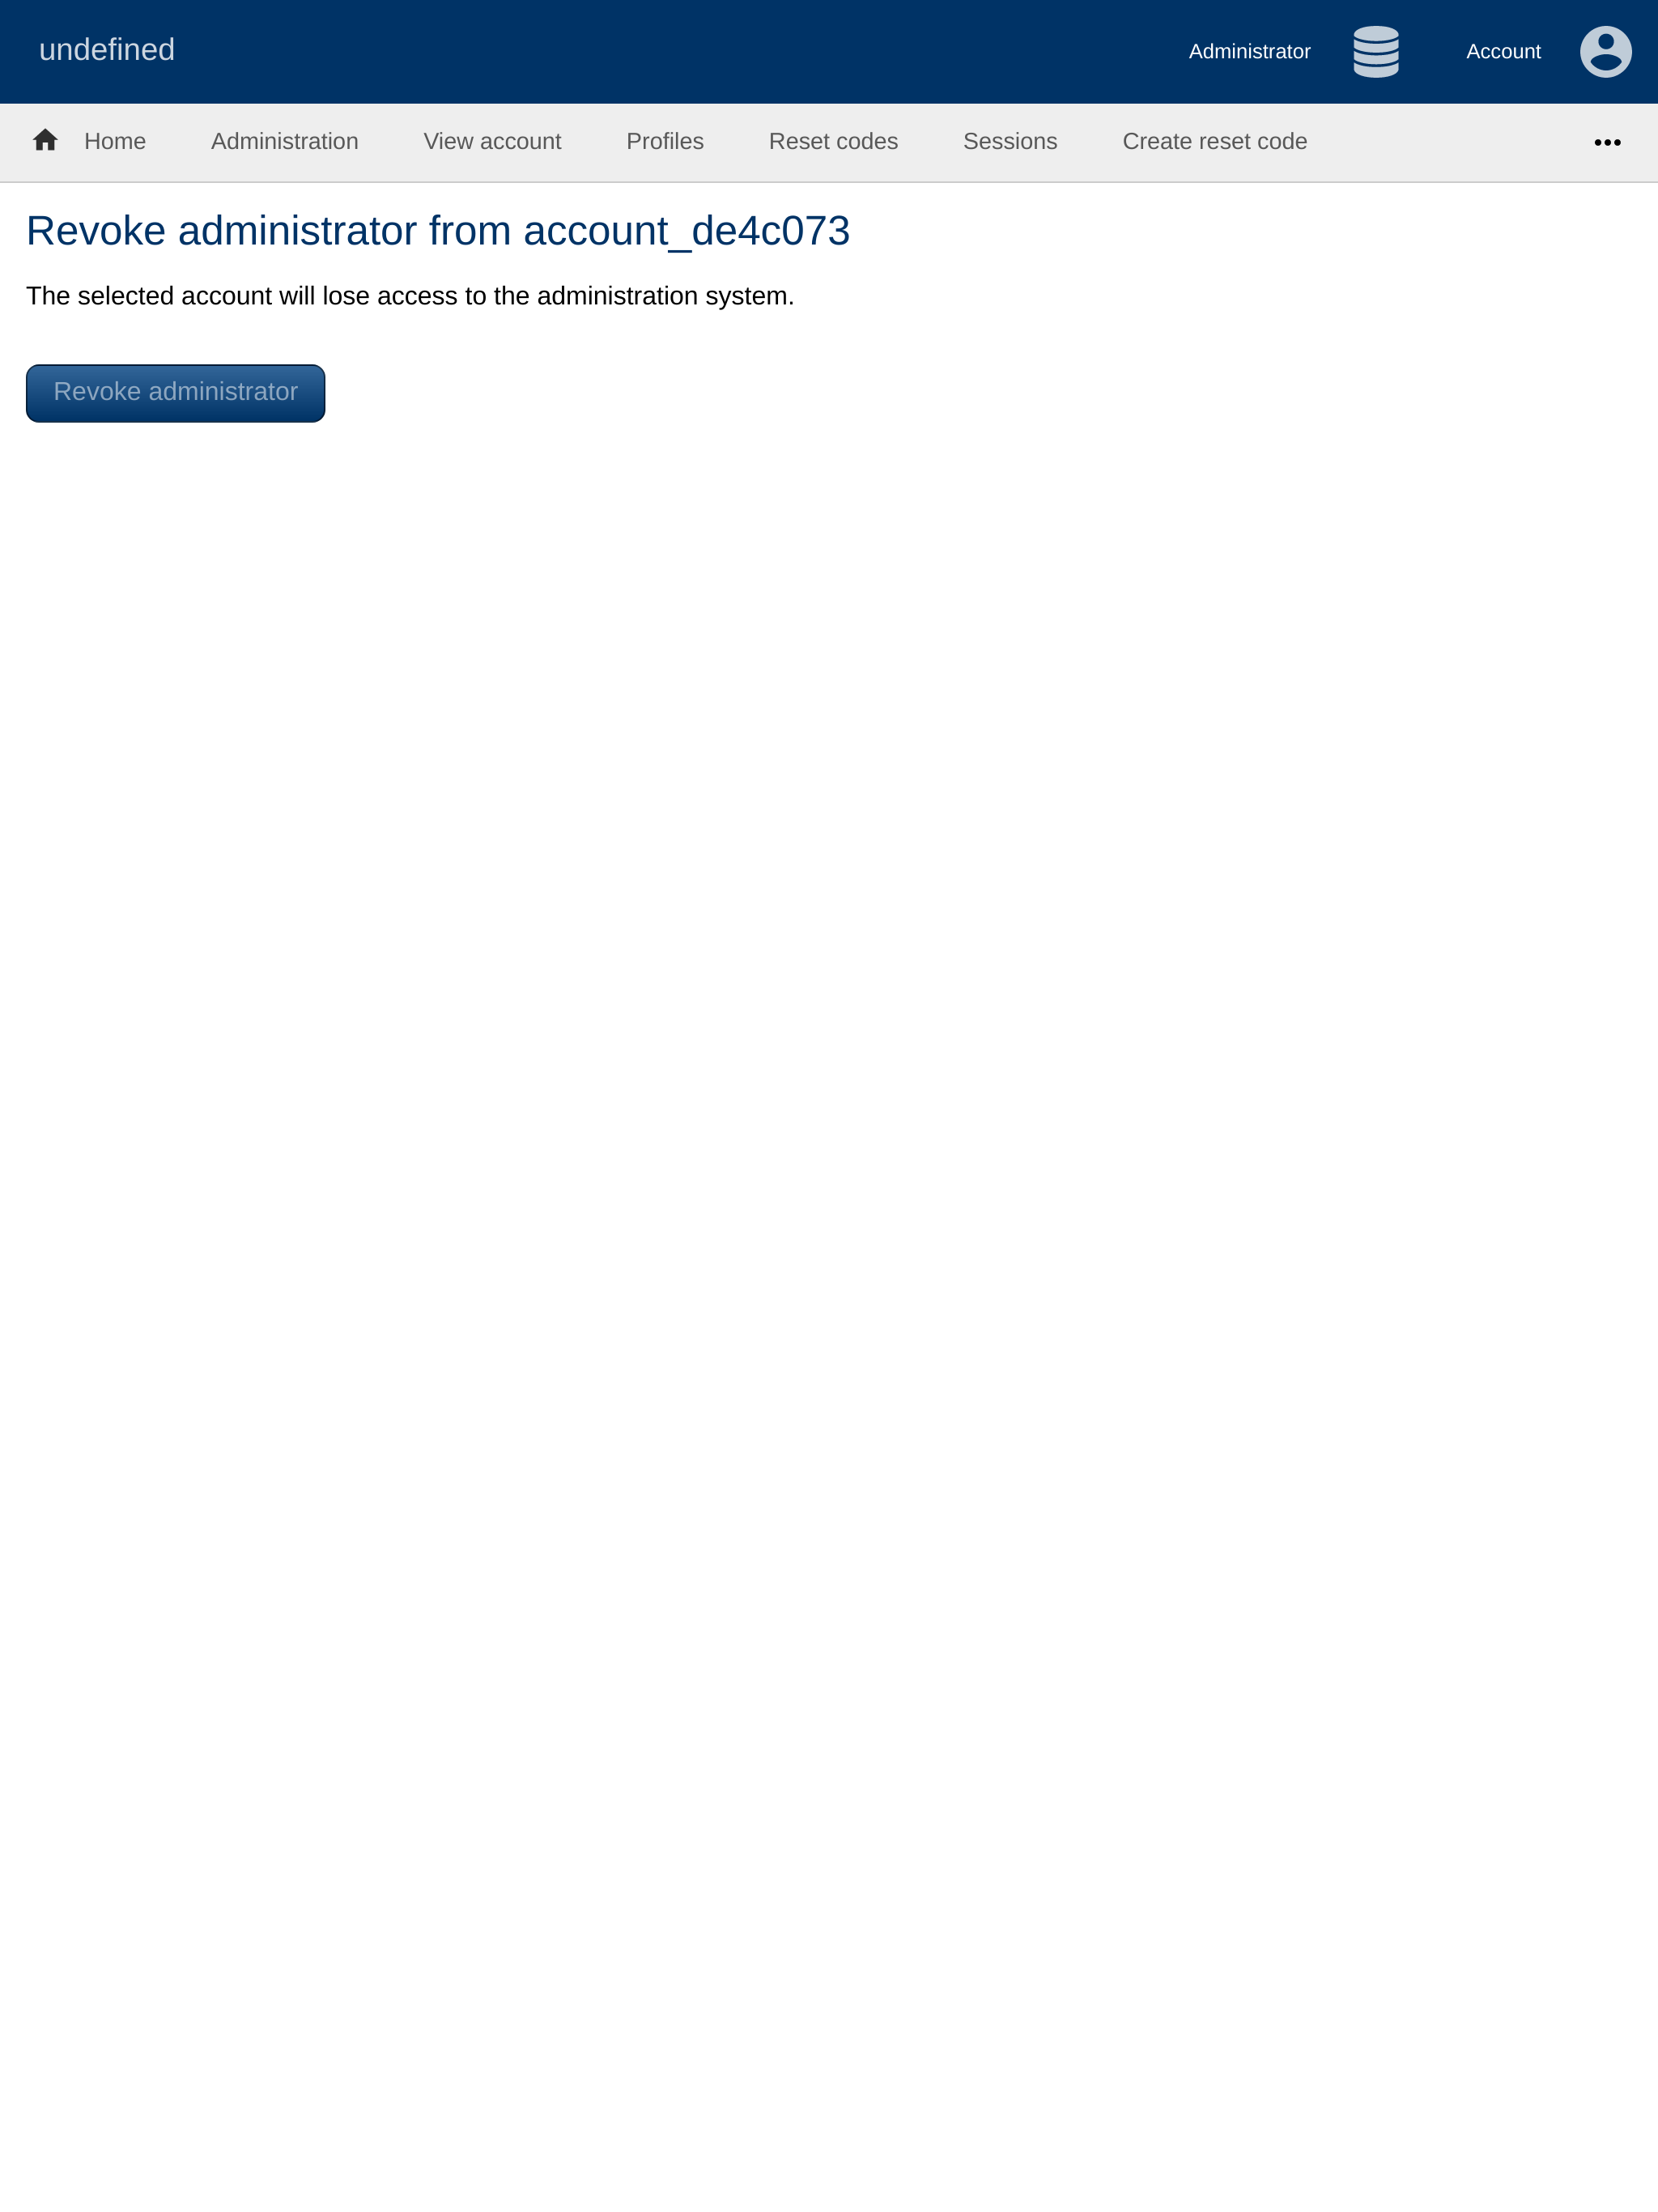 undefined
Administrator
Account
Home
Administration
View account
Profiles
Reset codes
Sessions
Create reset code
Revoke administrator from account_de4c073
The selected account will lose access to the administration system.
Revoke administrator